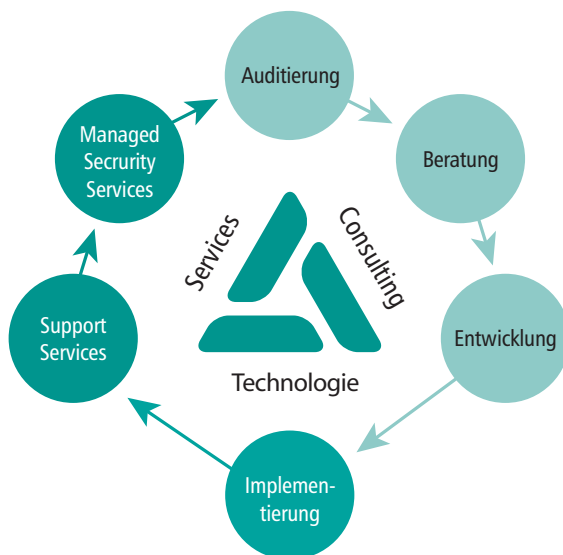 Auditierung
Beratung
Entwicklung
Implemen-
tierung
Support
Services
Managed
Secrurity
Services
Services
Consulting
Technologie